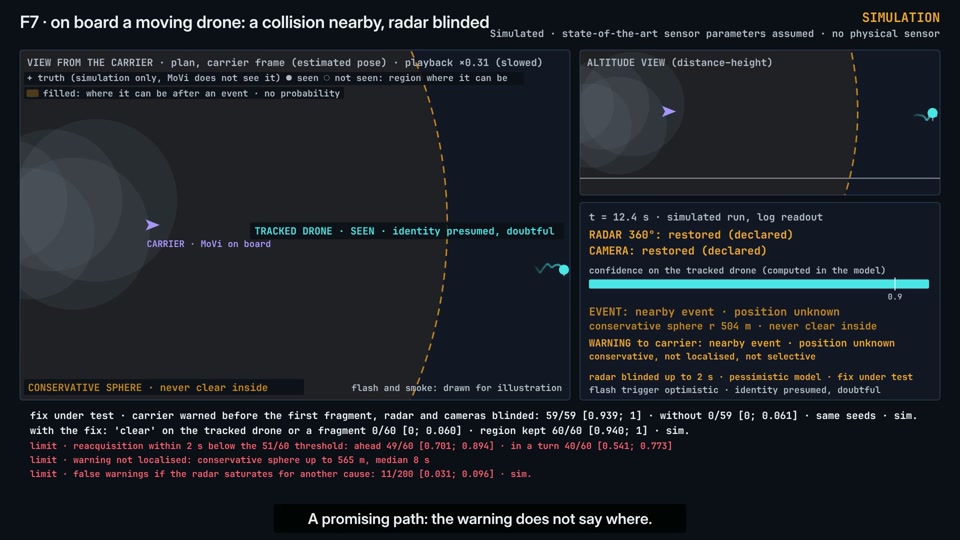 F7 · on board a moving drone: a collision nearby, radar blinded
SIMULATION
Simulated · state-of-the-art sensor parameters assumed · no physical sensor
VIEW FROM THE CARRIER · plan, carrier frame (estimated pose) · playback ×0.31 (slowed)
+ truth (simulation only, MoVi does not see it) ● seen ○ not seen: region where it can be
filled: where it can be after an event · no probability
TRACKED DRONE · SEEN · identity presumed, doubtful
CARRIER · MoVi on board
CONSERVATIVE SPHERE · never clear inside
flash and smoke: drawn for illustration
ALTITUDE VIEW (distance-height)
t = 12.4 s · simulated run, log readout
RADAR 360°: restored (declared)
CAMERA: restored (declared)
confidence on the tracked drone (computed in the model)
0.9
EVENT: nearby event · position unknown
conservative sphere r 504 m · never clear inside
WARNING to carrier: nearby event · position unknown
conservative, not localised, not selective
radar blinded up to 2 s · pessimistic model · fix under test
flash trigger optimistic · identity presumed, doubtful
fix under test · carrier warned before the first fragment, radar and cameras blinded: 59/59 [0.939; 1] · without 0/59 [0; 0.061] · same seeds · sim.
with the fix: 'clear' on the tracked drone or a fragment 0/60 [0; 0.060] · region kept 60/60 [0.940; 1] · sim.
limit · reacquisition within 2 s below the 51/60 threshold: ahead 49/60 [0.701; 0.894] · in a turn 40/60 [0.541; 0.773]
limit · warning not localised: conservative sphere up to 565 m, median 8 s
limit · false warnings if the radar saturates for another cause: 11/200 [0.031; 0.096] · sim.
A promising path: the warning does not say where.